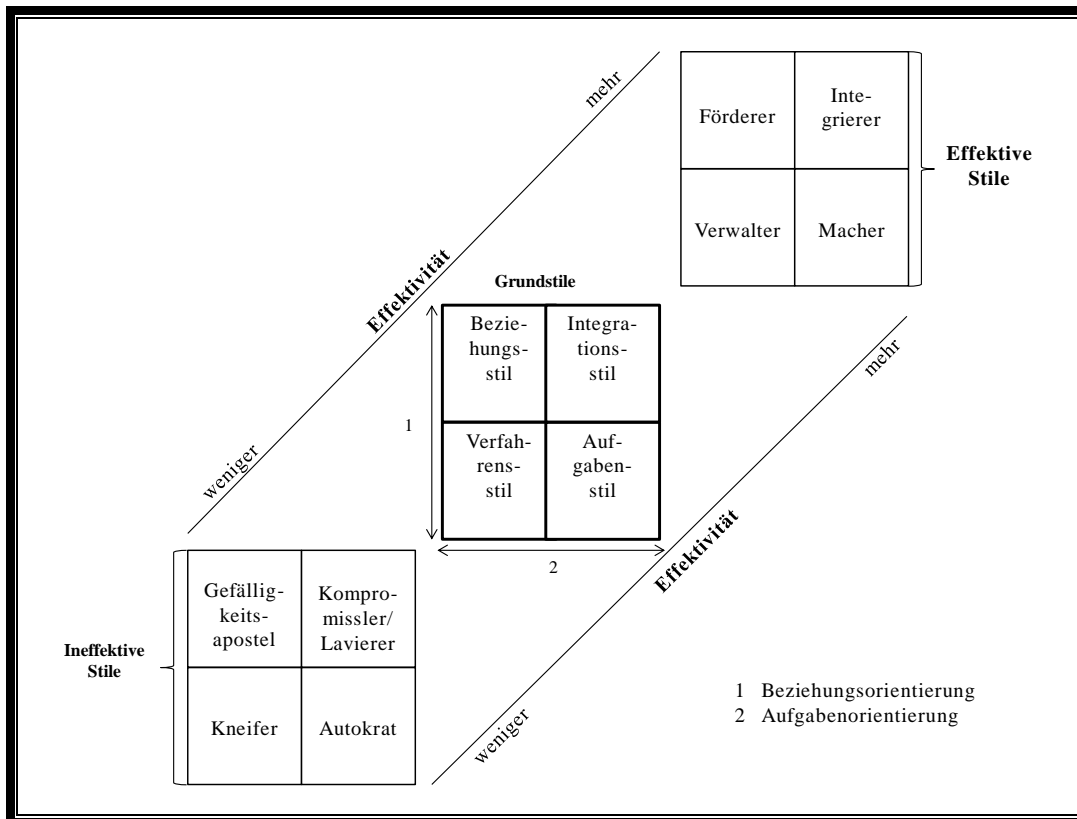 mehr
Effektivität
weniger
Förderer
Inte-
grierer
Verwalter
Macher
Effektive
Stile
Grundstile
Bezie-
hungs-
stil
Integra-
tions-
stil
Verfah-
rens-
stil
Auf-
gaben-
stil
1
2
mehr
Effektivität
weniger
Ineffektive
Stile
Gefällig-
keits-
apostel
Kompro-
missler/
Lavierer
Kneifer
Autokrat
1 Beziehungsorientierung
2 Aufgabenorientierung